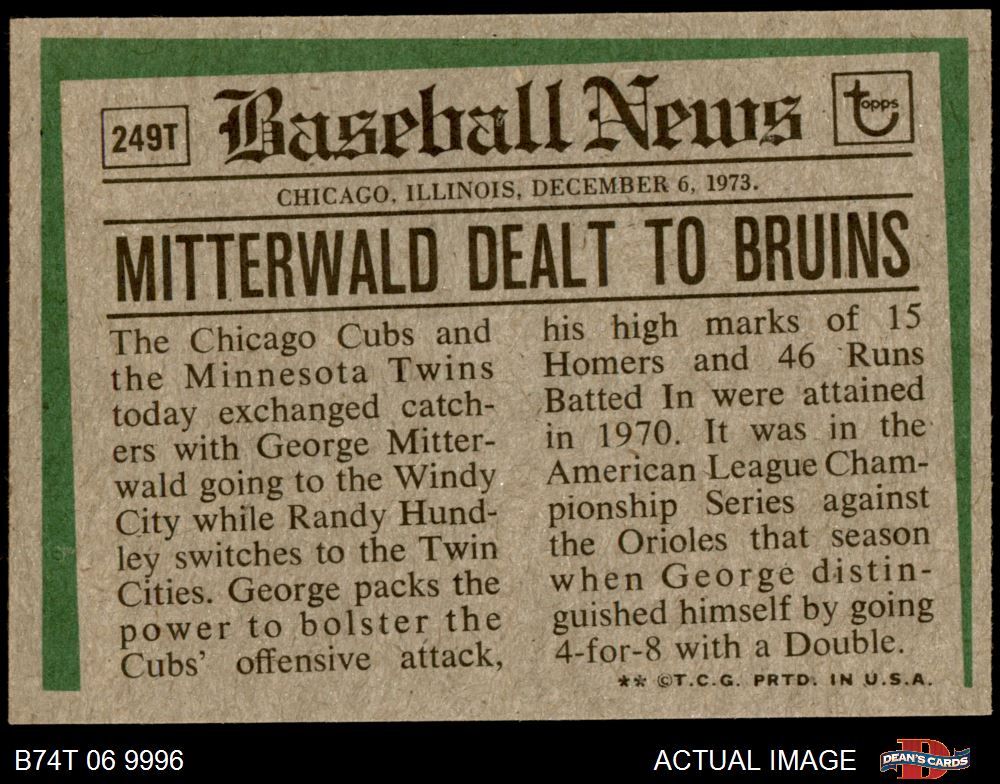 249T
Baseball News
topps
CHICAGO, ILLINOIS, DECEMBER 6, 1973.
MITTERWALD DEALT TO BRUINS
The Chicago Cubs and
the Minnesota Twins
today exchanged catch-
ers with George Mitter-
wald going to the Windy
City while Randy Hund-
ley switches to the Twin
Cities. George packs the
power to bolster the
Cubs' offensive attack,
his high marks of 15
Homers and 46 Runs
Batted In were attained
in 1970. It was in the
American League Cham-
pionship Series against
the Orioles that season
when George distin-
guished himself by going
4-for-8 with a Double.
** ©T.C.G. PRTD. IN U.S.A.
B74T 06 9996
ACTUAL IMAGE
DEAN'S CARDS